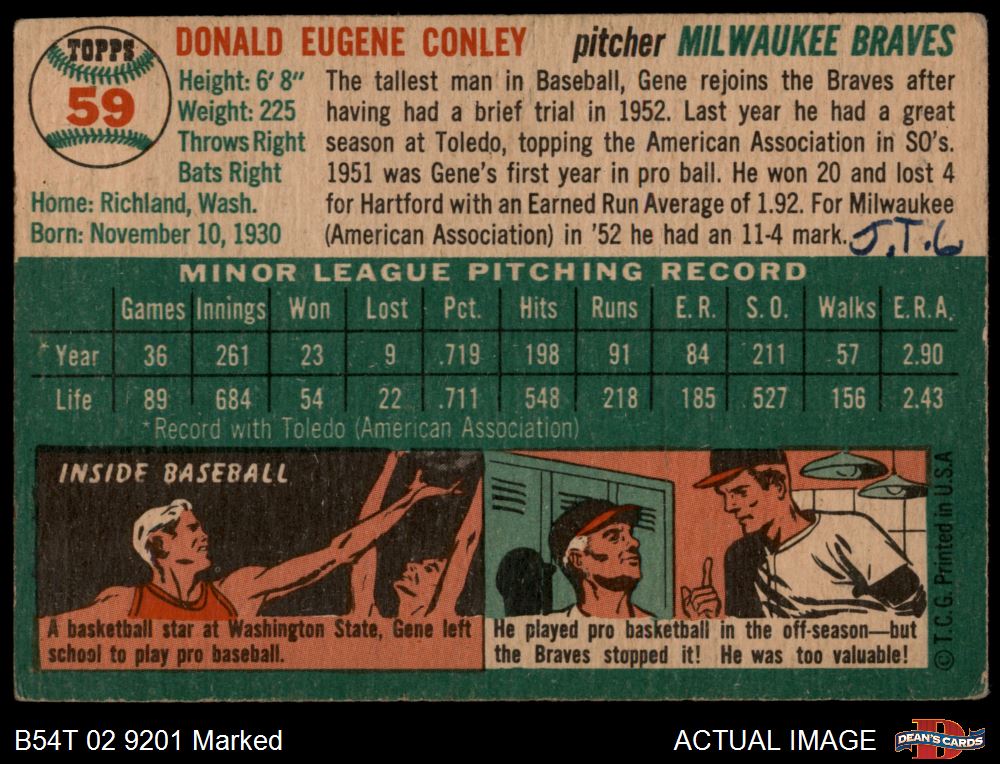 TOPPS
59
DONALD EUGENE CONLEY pitcher MILWAUKEE BRAVES
Height: 6' 8"
Weight: 225
Throws Right
Bats Right
Home: Richland, Wash.
Born: November 10, 1930
The tallest man in Baseball, Gene rejoins the Braves after
having had a brief trial in 1952. Last year he had a great
season at Toledo, topping the American Association in SO's.
1951 was Gene's first year in pro ball. He won 20 and lost 4
for Hartford with an Earned Run Average of 1.92. For Milwaukee
(American Association) in '52 he had an 11-4 mark.
J.T.6
MINOR LEAGUE PITCHING RECORD
Games Innings Won Lost Pct. Hits Runs E.R. S.O. Walks E.R.A.
*Year 36 261 23 9 .719 198 91 84 211 57 2.90
Life 89 684 54 22 .711 548 218 185 527 156 2.43
*Record with Toledo (American Association)
INSIDE BASEBALL
A basketball star at Washington State, Gene left
school to play pro baseball.
He played pro basketball in the off-season—but
the Braves stopped it! He was too valuable!
© T.C.G. Printed in U.S.A
B54T 02 9201 Marked
ACTUAL IMAGE
DEAN'S CARDS